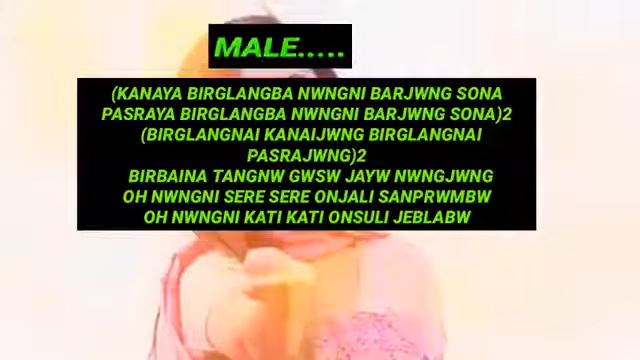 MALE.....
(KANAYA BIRGLANGBA NWNGNI BARJWNG SONA
PASRAYA BIRGLANGBA NWNGNI BARJWNG SONA)2
(BIRGLANGNAI KANAIJWNG BIRGLANGNAI
PASRAJWNG)2
BIRBAINA TANGNW GWSW JAYW NWNGJWNG
OH NWNGNI SERE SERE ONJALI SANPRWMBW
OH NWNGNI KATI KATI ONSULI JEBLABW